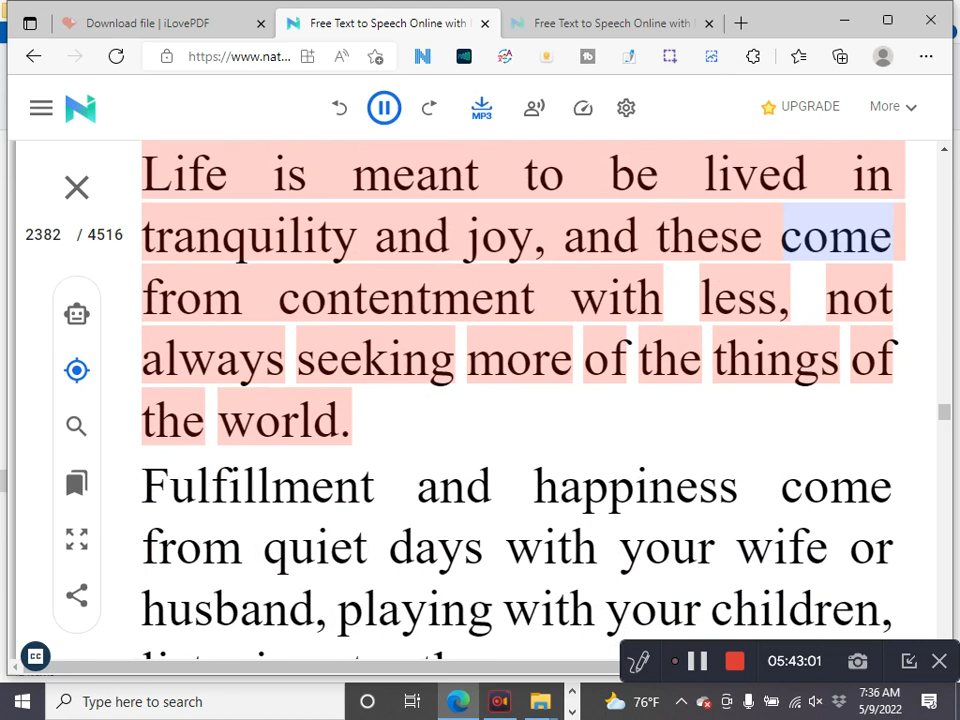 Download file | iLovePDF
Free Text to Speech Online with
Free Text to Speech Online with
https://www.nat...
MP3
UPGRADE
More
2382 / 4516
Life is meant to be lived in
tranquility and joy, and these come
from contentment with less, not
always seeking more of the things of
the world.
Fulfillment and happiness come
from quiet days with your wife or
husband, playing with your children,
CC
05:43:01
Type here to search
76°F
7:36 AM
5/9/2022